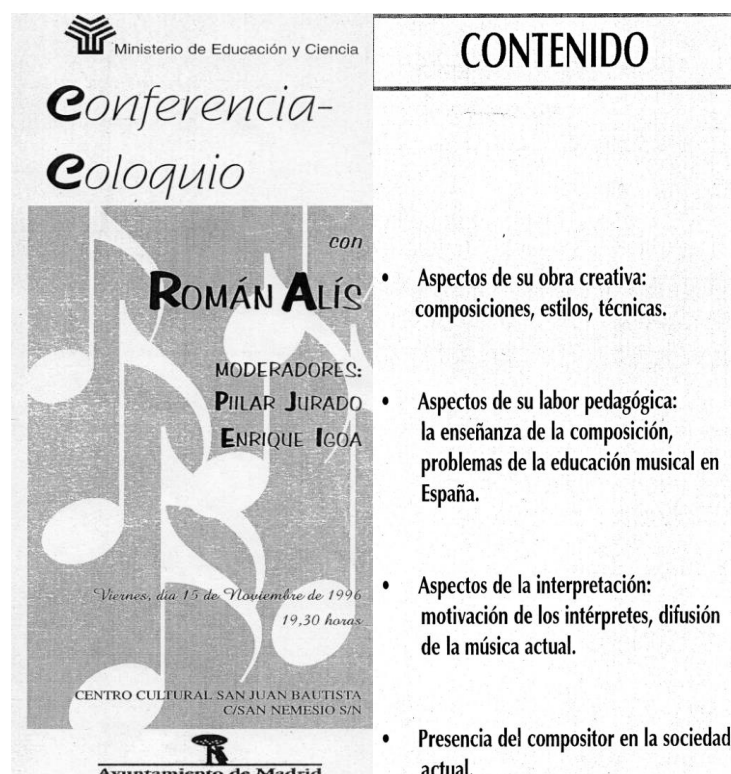 Ministerio de Educación y Ciencia
Conferencia-
Coloquio
con
ROMÁN ALÍS
MODERADORES:
PIILAR JURADO
ENRIQUE IGOA
Viernes, día 15 de Noviembre de 1996
19,30 horas
CENTRO CULTURAL SAN JUAN BAUTISTA
C/SAN NEMESIO S/N
Ayuntamiento de Madrid
CONTENIDO
• Aspectos de su obra creativa:
composiciones, estilos, técnicas.
• Aspectos de su labor pedagógica:
la enseñanza de la composición,
problemas de la educación musical en
España.
• Aspectos de la interpretación:
motivación de los intérpretes, difusión
de la música actual.
• Presencia del compositor en la sociedad
actual.